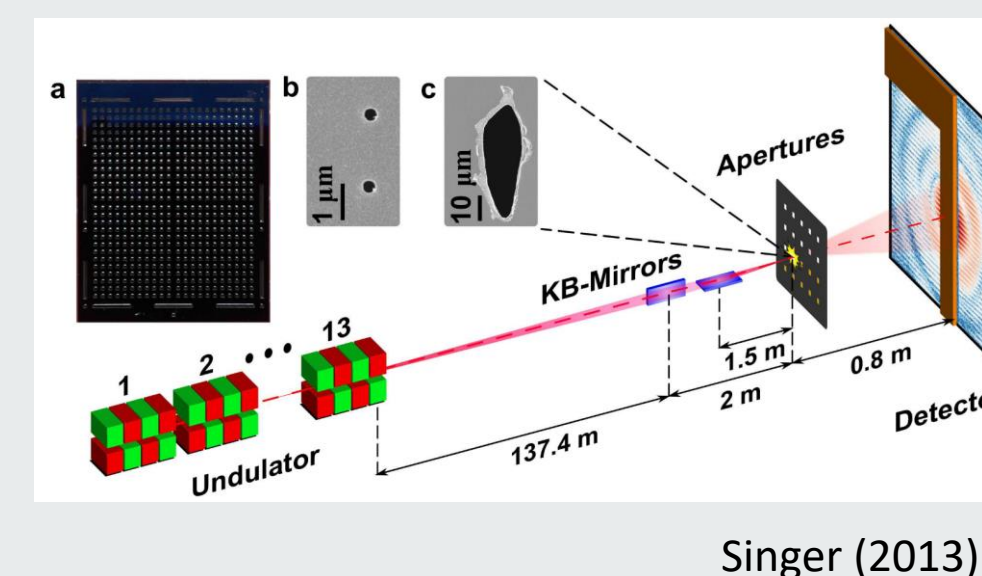 a
b
c
1 μm
10 μm
Apertures
KB-Mirrors
1
2
13
Undulator
137.4 m
1.5 m
2 m
0.8 m
Singer (2013)